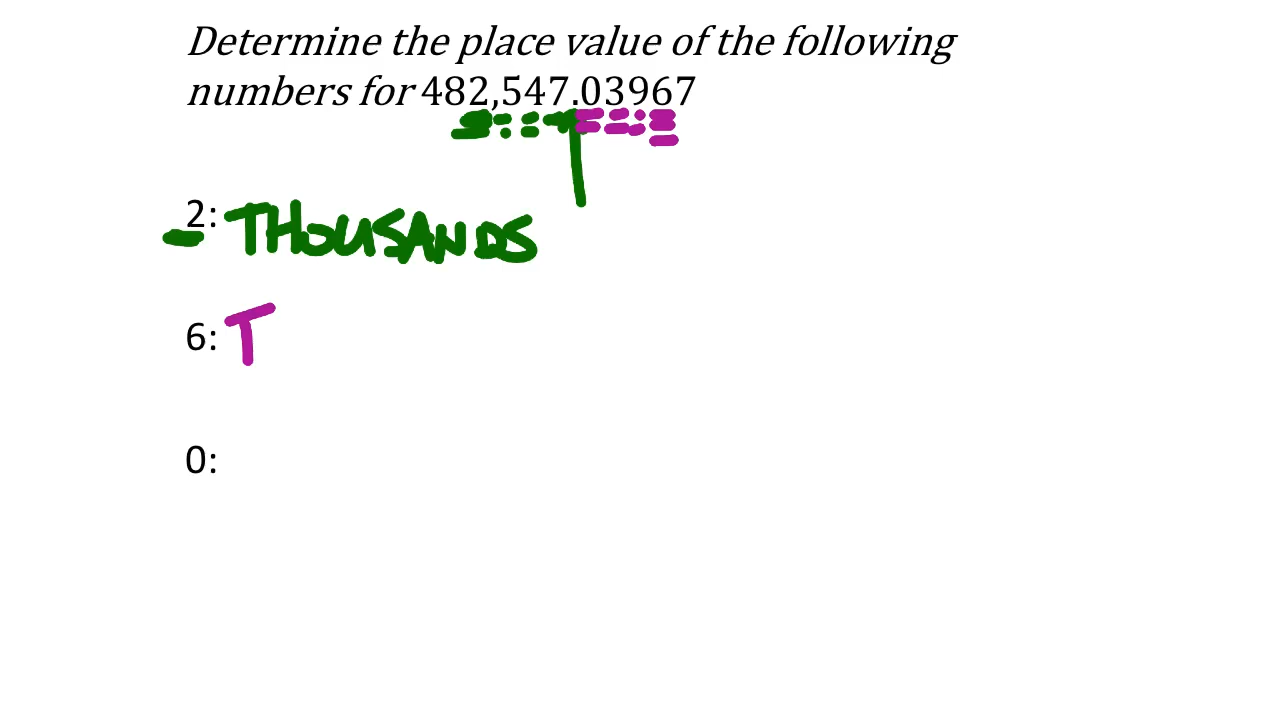 Determine the place value of the following
numbers for 482,547.03967
2: THOUSANDS
6: T
0: